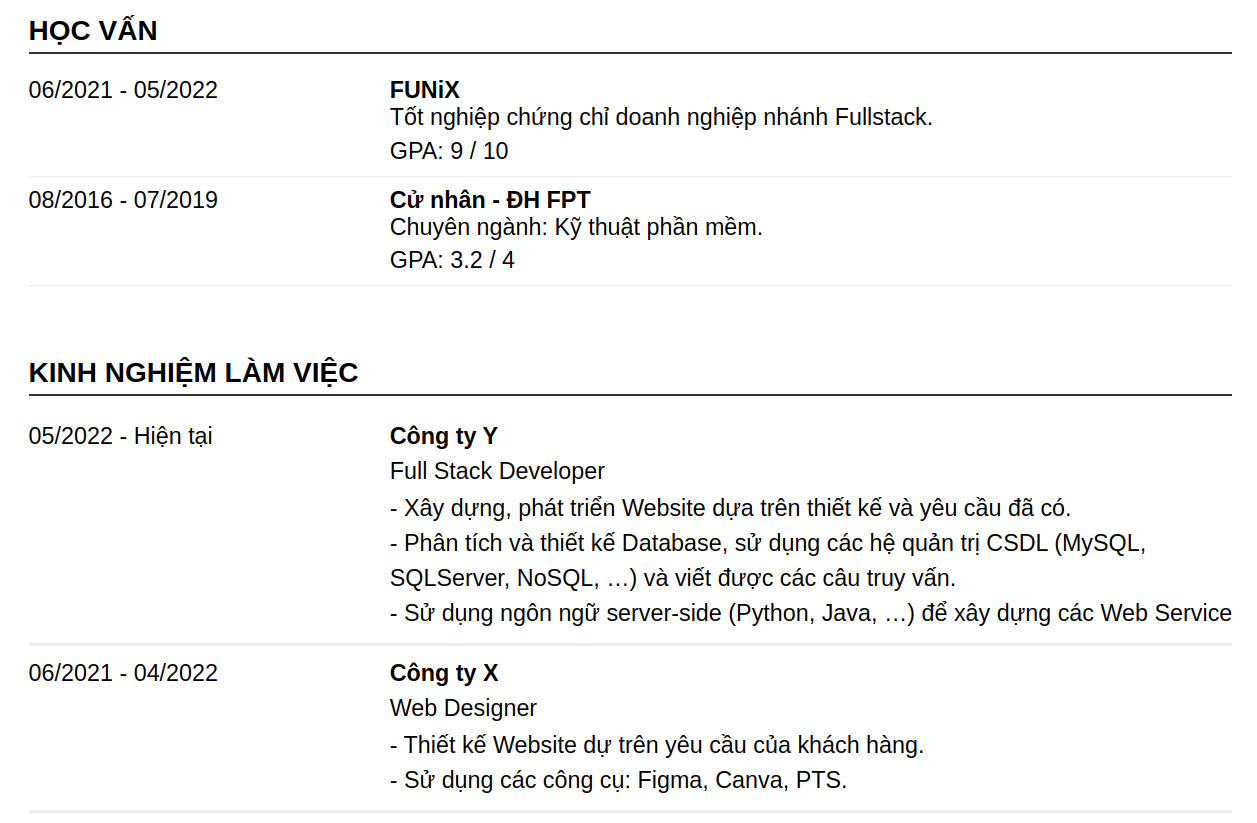 HỌC VẤN
06/2021 - 05/2022
FUNiX
Tốt nghiệp chứng chỉ doanh nghiệp nhánh Fullstack.
GPA: 9 / 10
08/2016 - 07/2019
Cử nhân - ĐH FPT
Chuyên ngành: Kỹ thuật phần mềm.
GPA: 3.2 / 4
KINH NGHIỆM LÀM VIỆC
05/2022 - Hiện tại
Công ty Y
Full Stack Developer
- Xây dựng, phát triển Website dựa trên thiết kế và yêu cầu đã có.
- Phân tích và thiết kế Database, sử dụng các hệ quản trị CSDL (MySQL,
SQLServer, NoSQL, …) và viết được các câu truy vấn.
- Sử dụng ngôn ngữ server-side (Python, Java, …) để xây dựng các Web Service
06/2021 - 04/2022
Công ty X
Web Designer
- Thiết kế Website dự trên yêu cầu của khách hàng.
- Sử dụng các công cụ: Figma, Canva, PTS.